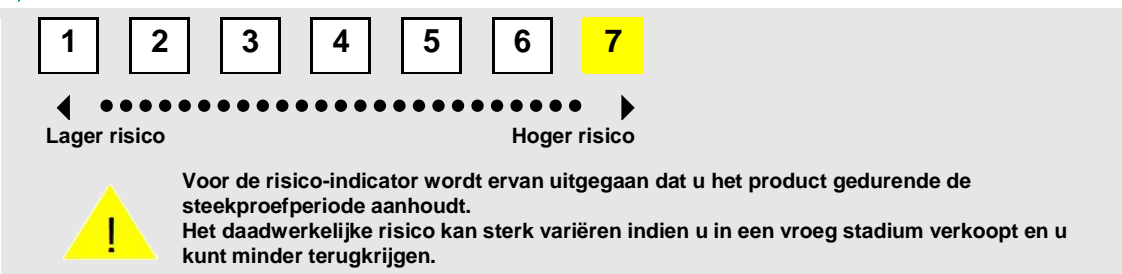 1 2 3 4 5 6 7
Lager risico Hoger risico
!
Voor de risico-indicator wordt ervan uitgegaan dat u het product gedurende de
steekproefperiode aanhoudt.
Het daadwerkelijke risico kan sterk variëren indien u in een vroeg stadium verkoopt en u
kunt minder terugkrijgen.